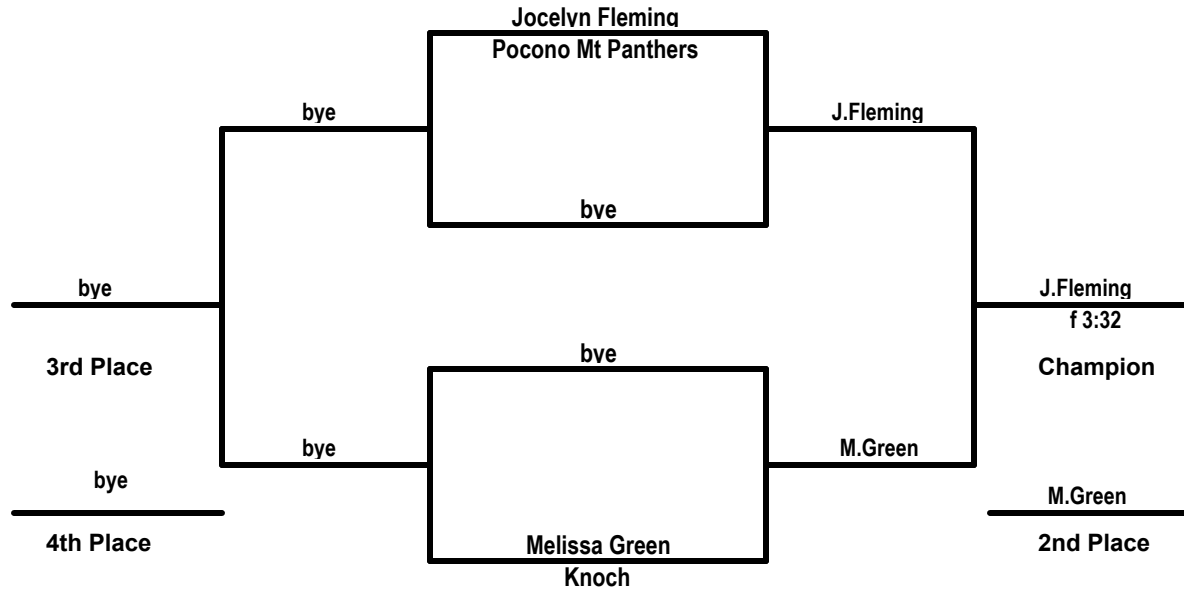 Jocelyn Fleming
Pocono Mt Panthers
bye
J.Fleming
bye
bye
J.Fleming
f 3:32
3rd Place
Champion
bye
bye
M.Green
bye
M.Green
4th Place
2nd Place
Melissa Green
Knoch